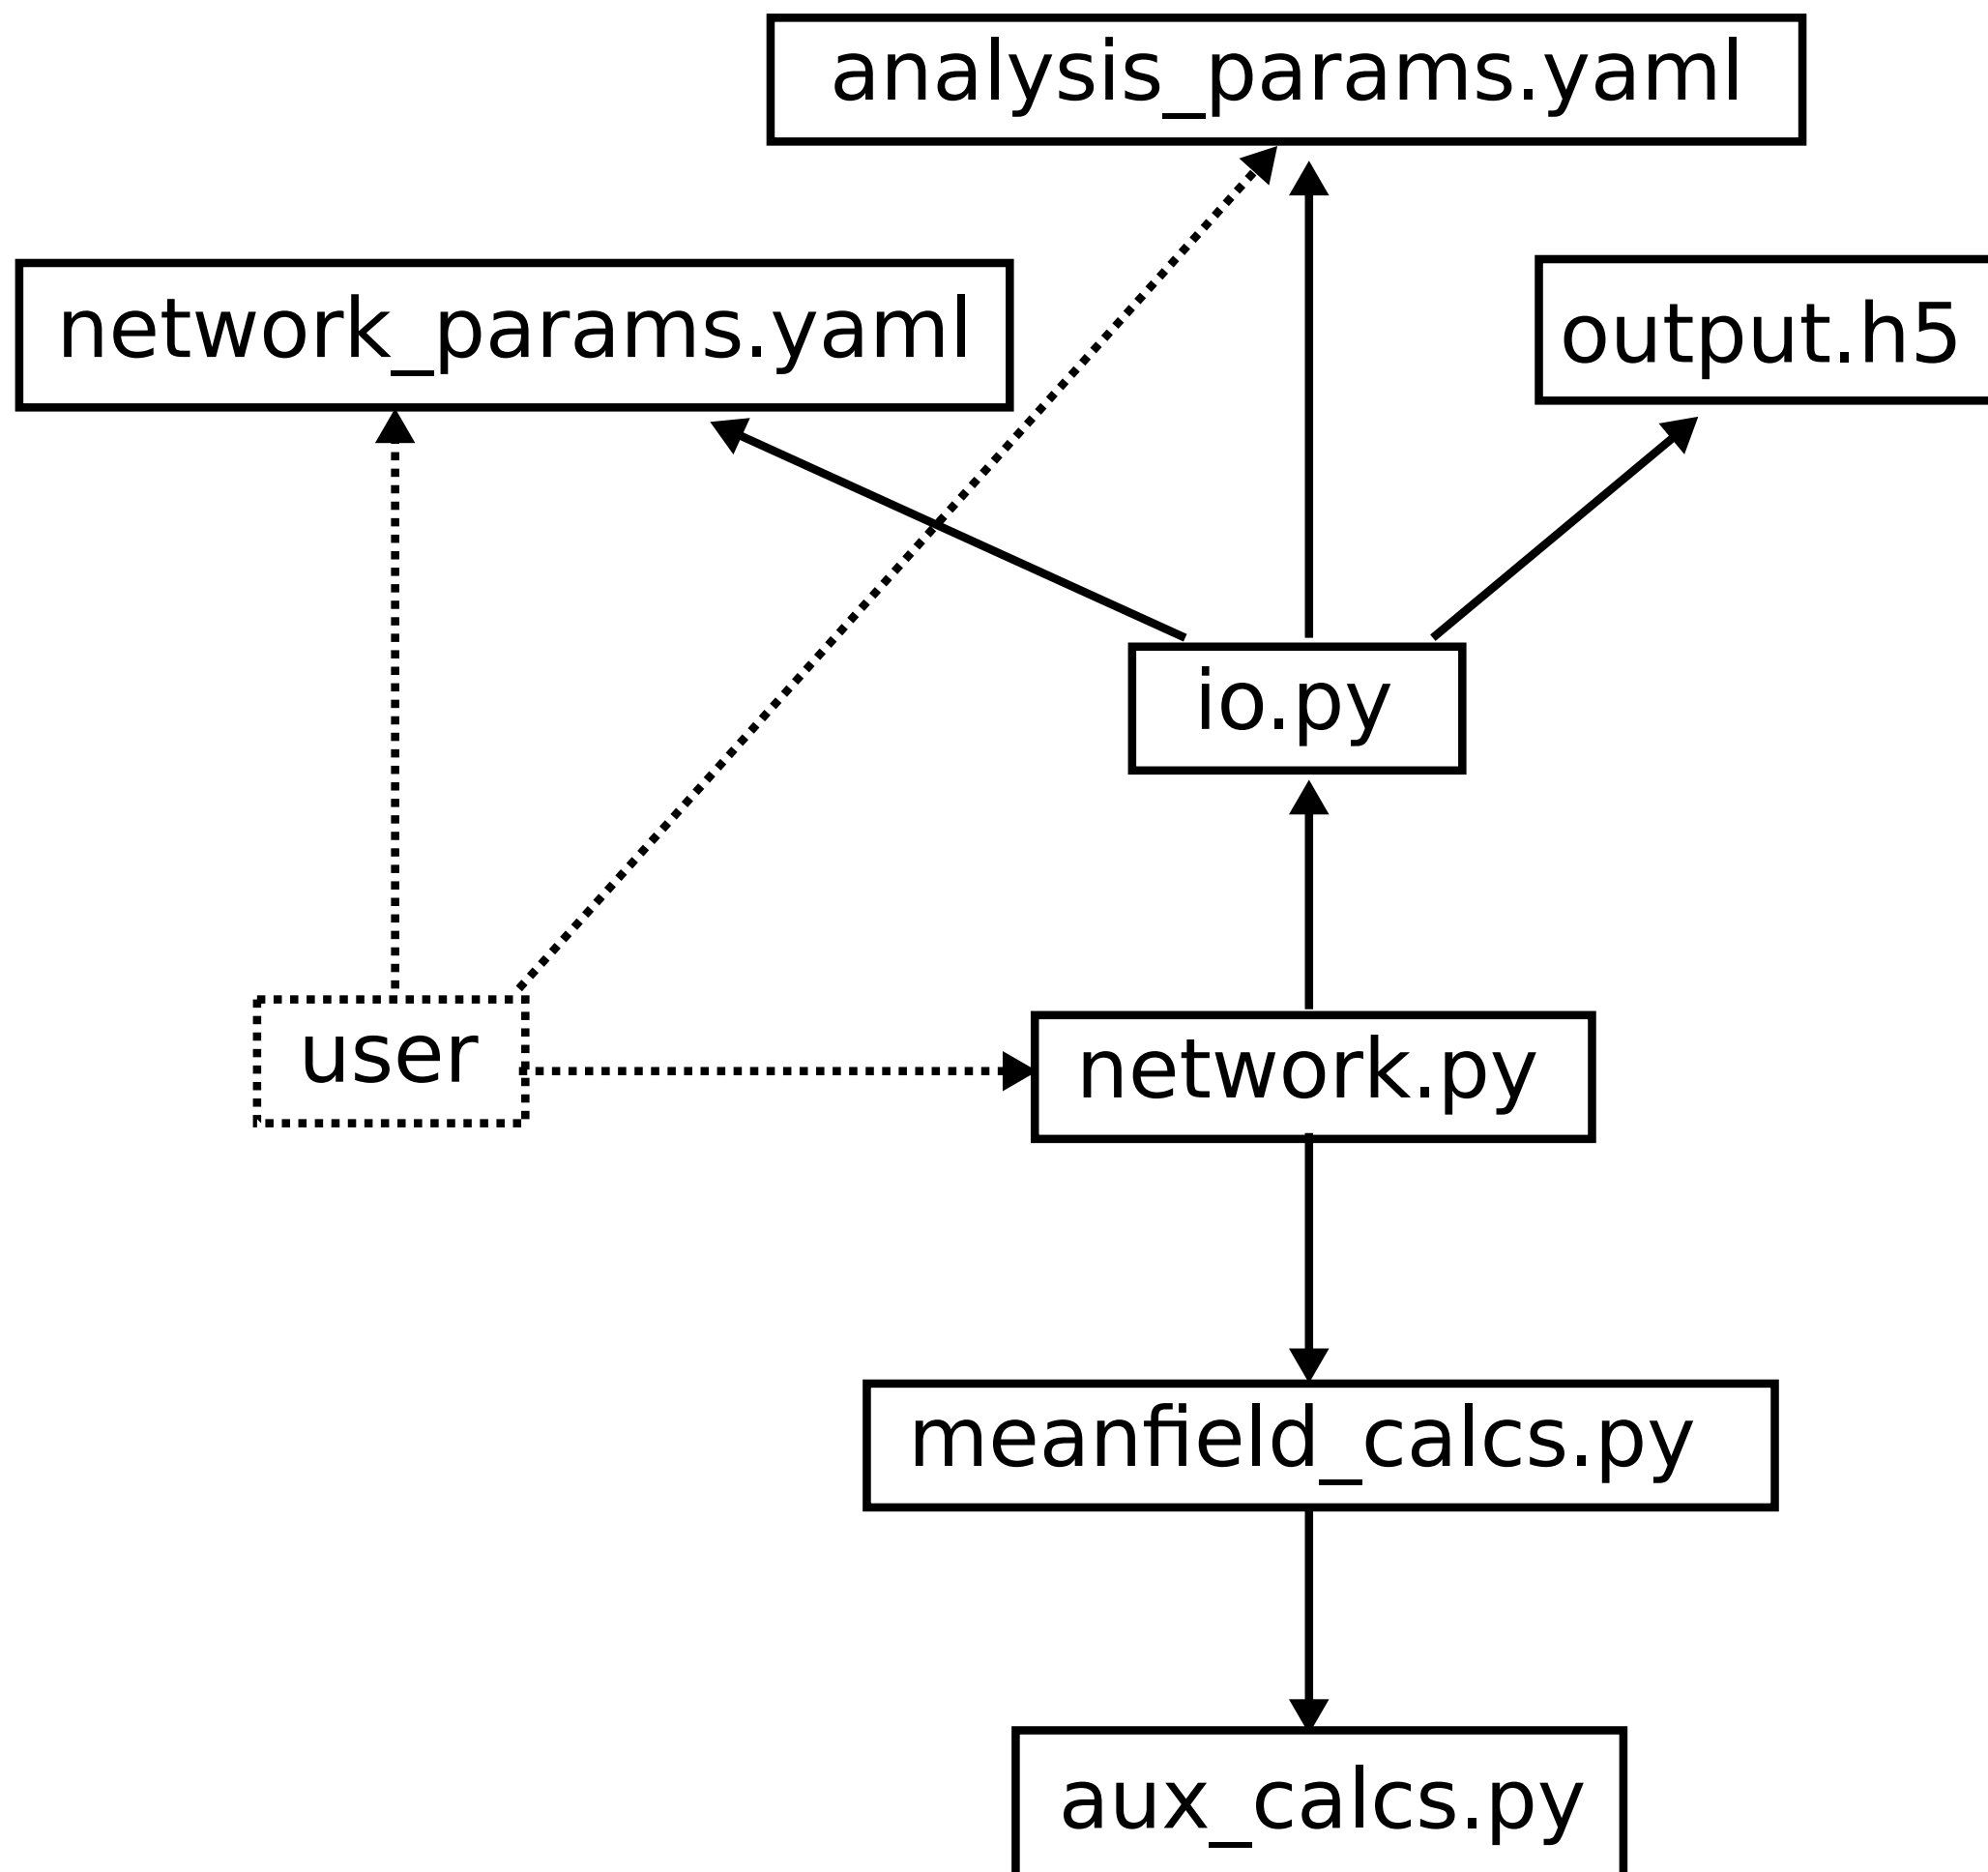 analysis_params.yaml
network_params.yaml
output.h5
io.py
user
network.py
meanfield_calcs.py
aux_calcs.py